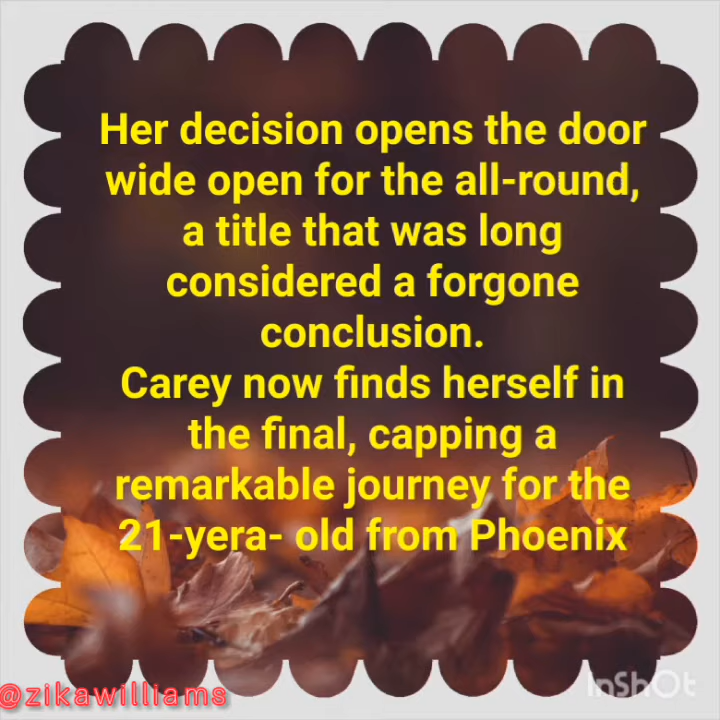 Her decision opens the door
wide open for the all-round,
a title that was long
considered a forgone
conclusion.
Carey now finds herself in
the final, capping a
remarkable journey for the
21-yera- old from Phoenix
InShOt
@zikawilliams